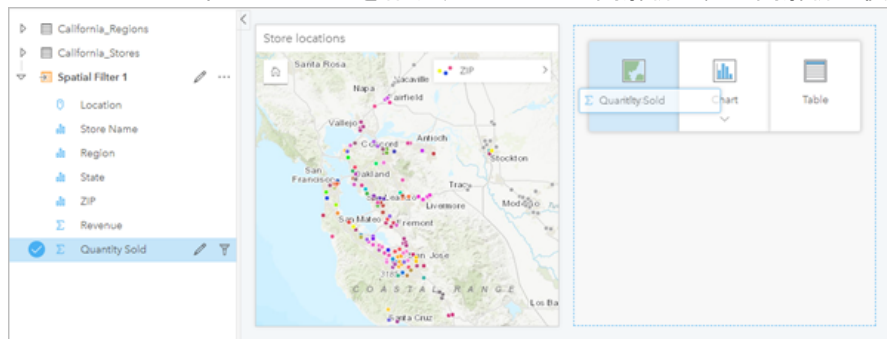 California_Regions
California_Stores
Spatial Filter 1
Location
Store Name
Region
State
ZIP
Revenue
Quantity Sold
Store locations
ZIP
Santa Rosa
Vacaville
Napa
Fairfield
Vallejo
Concord
Antioch
Stockton
San Francisco
Oakland
Tracy
San Leandro
Livermore
San Mateo
Fremont
San Jose
COASTAL RANGE
Los Ba
Santa Cruz
Quantity Sold
Chart
Table